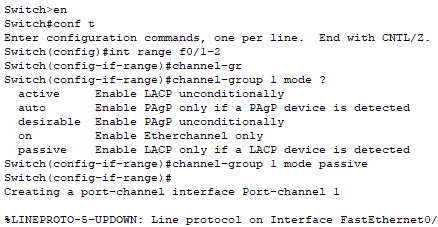 Switch>en
Switch#conf t
Enter configuration commands, one per line.  End with CNTL/Z.
Switch(config)#int range f0/1-2
Switch(config-if-range)#channel-gr
Switch(config-if-range)#channel-group 1 mode ?
  active     Enable LACP unconditionally
  auto       Enable PAgP only if a PAgP device is detected
  desirable  Enable PAgP unconditionally
  on         Enable Etherchannel only
  passive    Enable LACP only if a LACP device is detected
Switch(config-if-range)#channel-group 1 mode passive
Switch(config-if-range)#
Creating a port-channel interface Port-channel 1
%LINEPROTO-5-UPDOWN: Line protocol on Interface FastEthernet0/